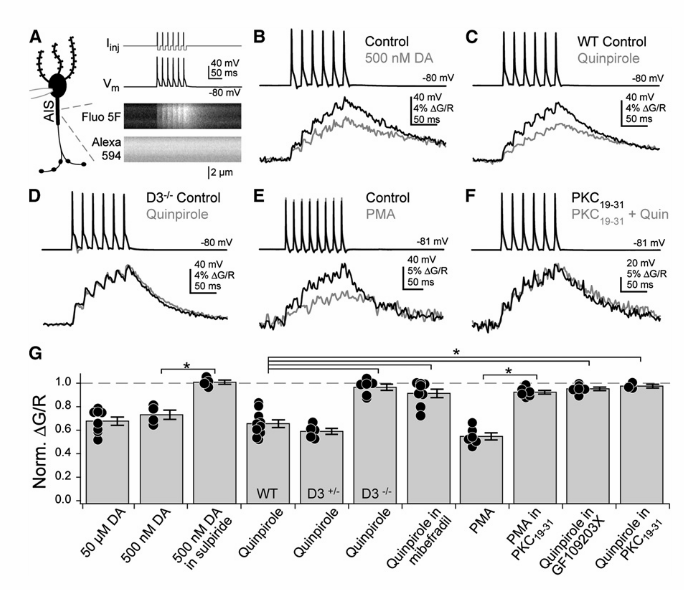 A
I inj
40 mV
50 ms
V m
-80 mV
AIS
Fluo 5F
Alexa
594
2 µm
B
Control
500 nM DA
-80 mV
40 mV
4% ΔG/R
50 ms
C
WT Control
Quinpirole
-80 mV
40 mV
4% ΔG/R
50 ms
D
D3-/- Control
Quinpirole
-80 mV
40 mV
4% ΔG/R
50 ms
E
Control
PMA
-81 mV
40 mV
5% ΔG/R
50 ms
F
PKC19-31
PKC19-31 + Quin
-81 mV
20 mV
5% ΔG/R
50 ms
G
Norm. ΔG/R
1.0
0.8
0.6
0.4
0.2
0.0
*
*
*
WT
D3 +/-
D3 -/-
50 µM DA
500 nM DA
500 nM DA
in sulpiride
Quinpirole
Quinpirole
Quinpirole
Quinpirole in
mibefradil
PMA
PMA in
PKC19-31
Quinpirole in
GF109203X
Quinpirole in
PKC19-31